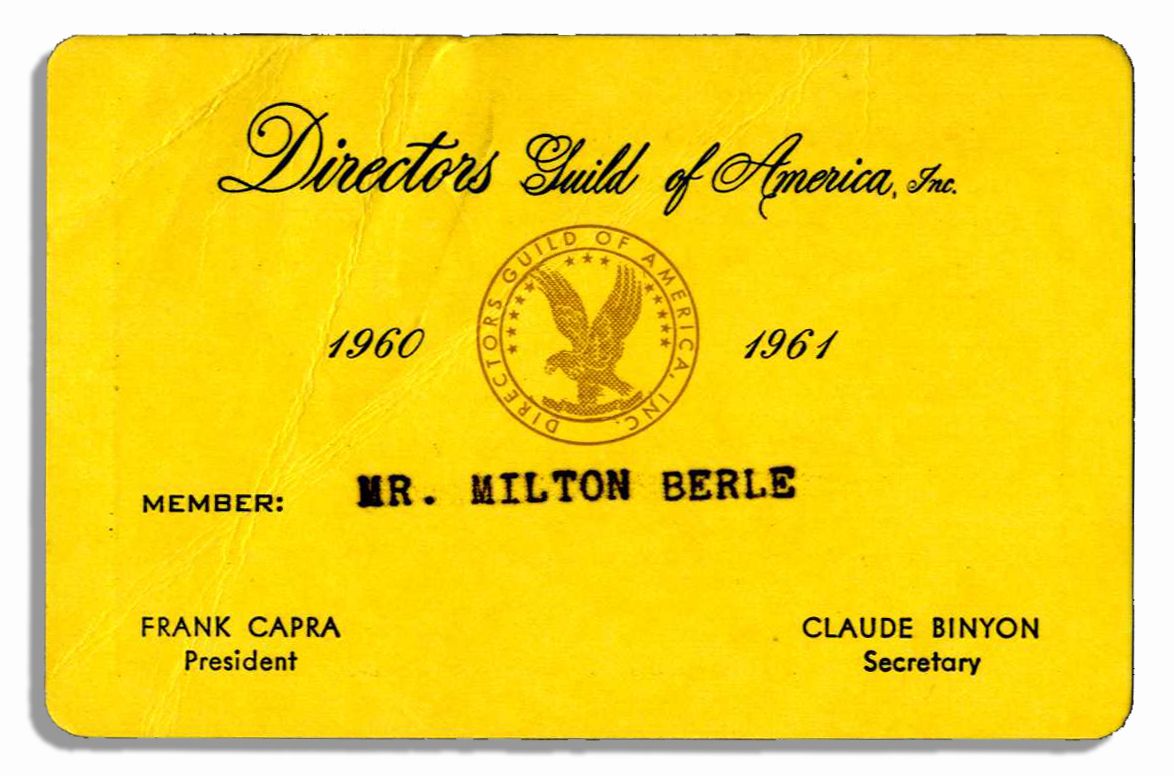 Directors Guild of America, Inc.
DIRECTORS GUILD OF AMERICA, INC.
1960 1961
MEMBER: MR. MILTON BERLE
FRANK CAPRA CLAUDE BINYON
President Secretary